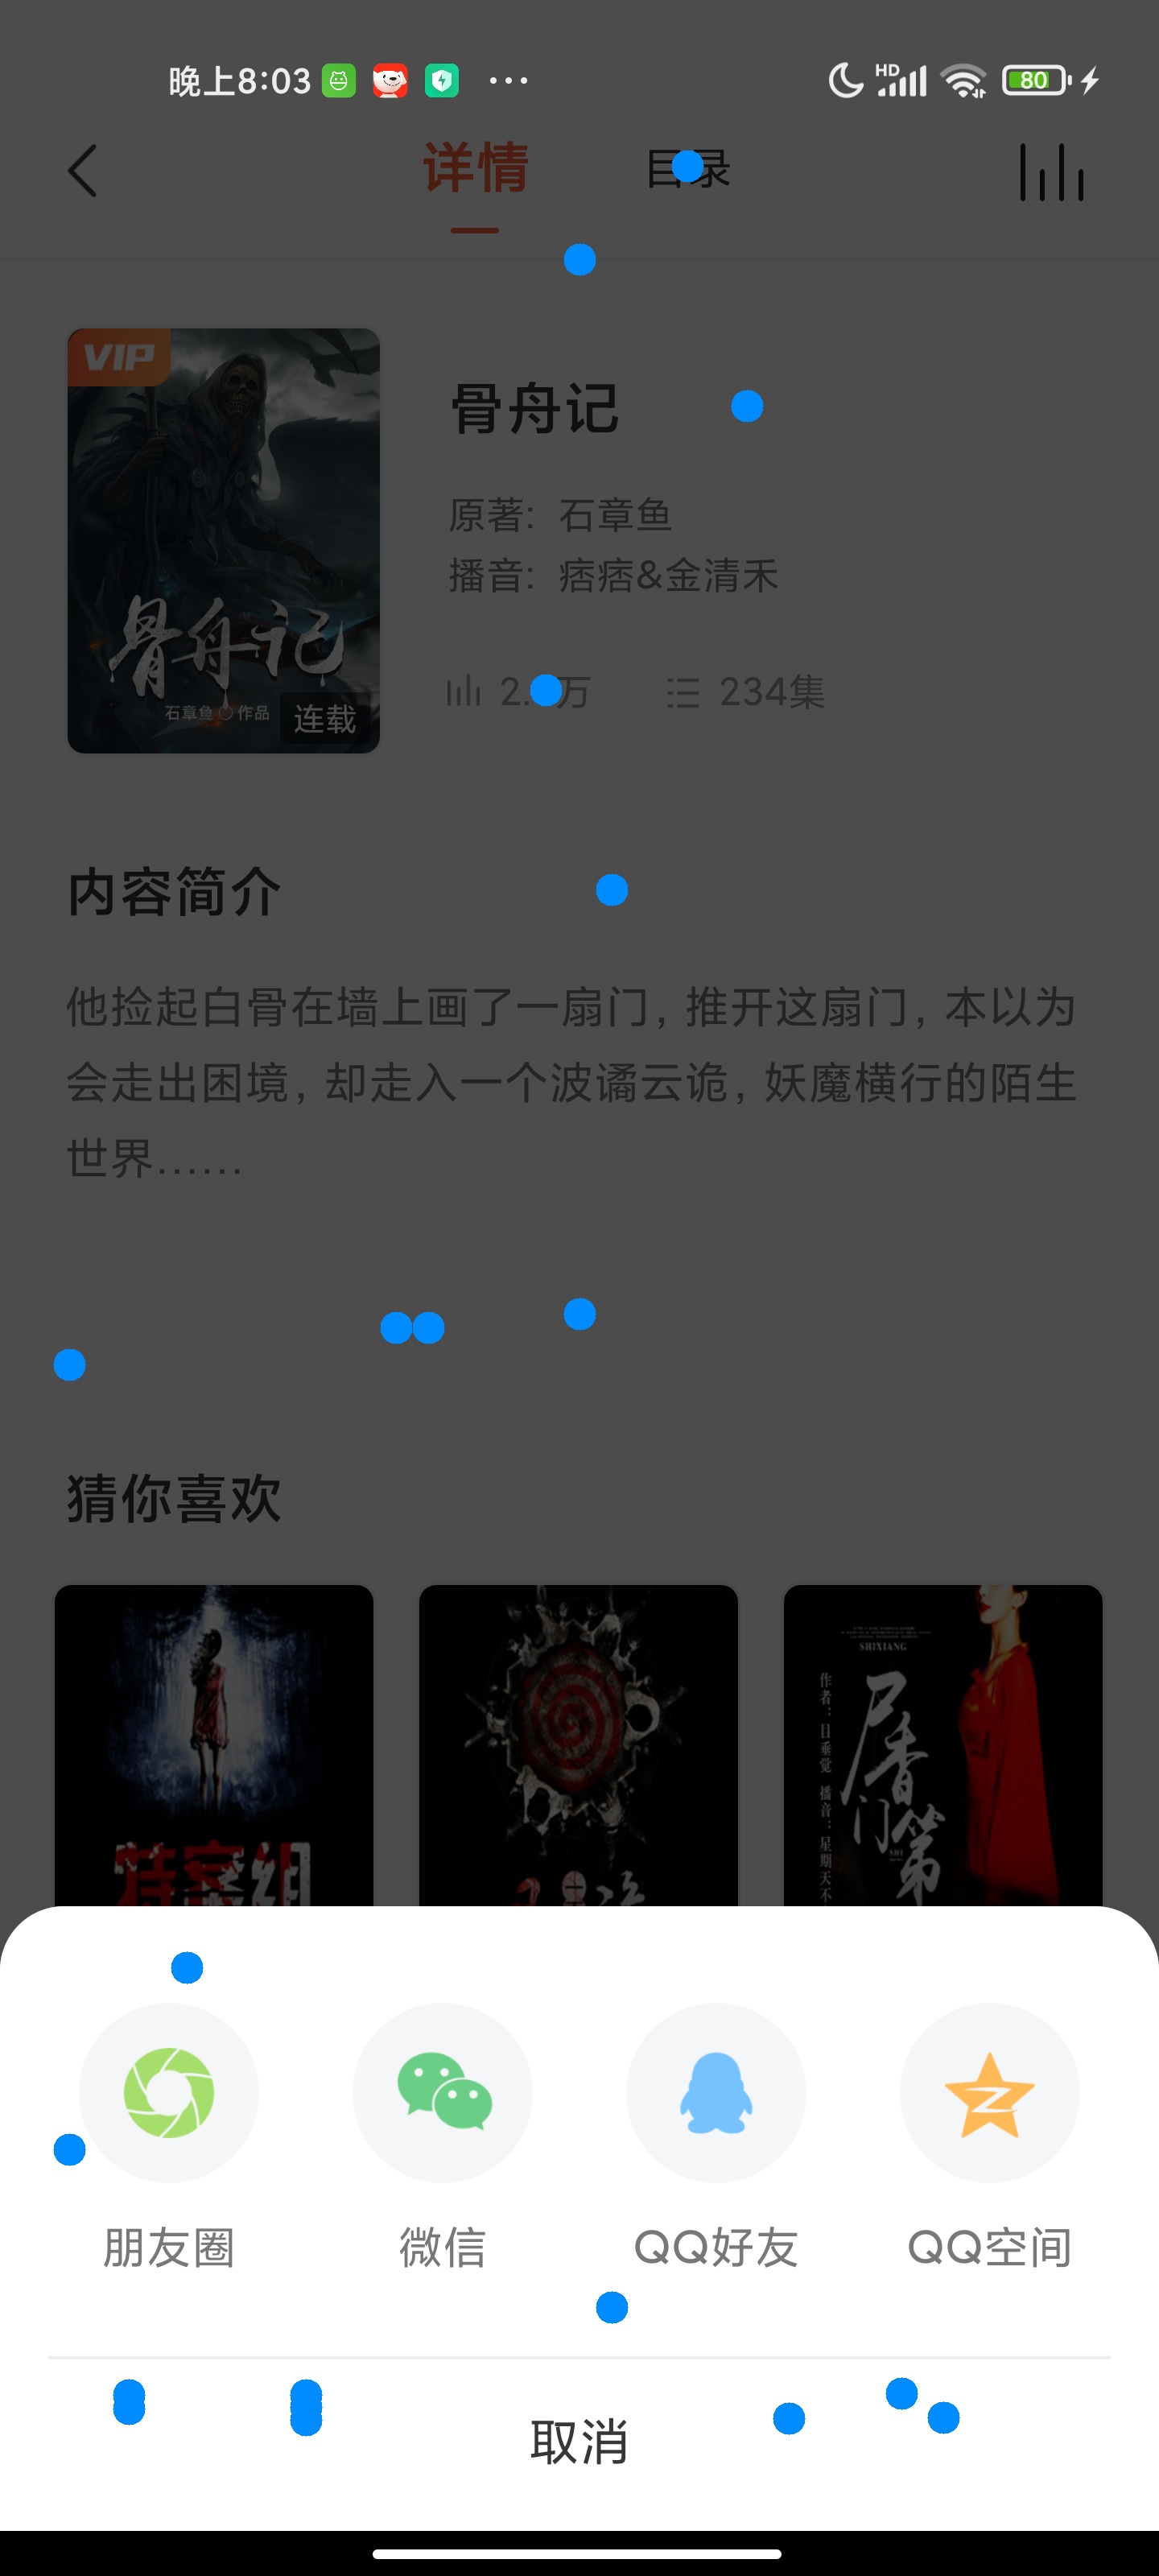 晚上8:03
HD
80
详情
目录
VIP
骨舟记
石章鱼 作品
连载
骨舟记
原著：石章鱼
播音：痞痞&金清禾
234集
内容简介
他捡起白骨在墙上画了一扇门，推开这扇门，本以为
会走出困境，却走入一个波谲云诡，妖魔横行的陌生
世界......
猜你喜欢
特案组
SHIXIANG
尸香门第
作者：日垂觉 播音：星期天不
朋友圈
微信
QQ好友
QQ空间
取消